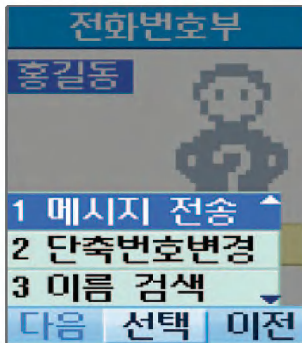 전화번호부
홍길동
1 메시지 전송
2 단축번호변경
3 이름 검색
다음 선택 이전